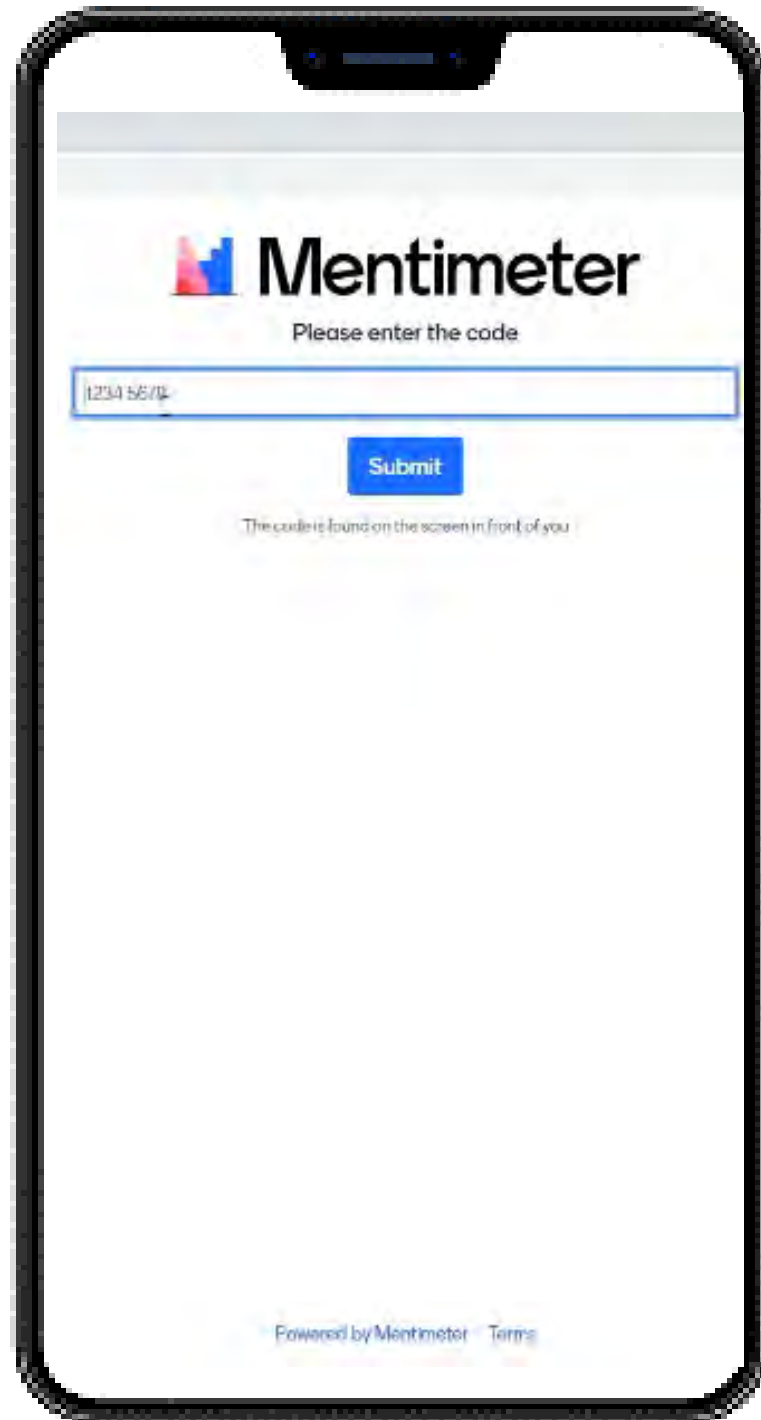 Mentimeter
Please enter the code
1234 5678
Submit
The code is found on the screen in front of you
Powered by Mentimeter Terms